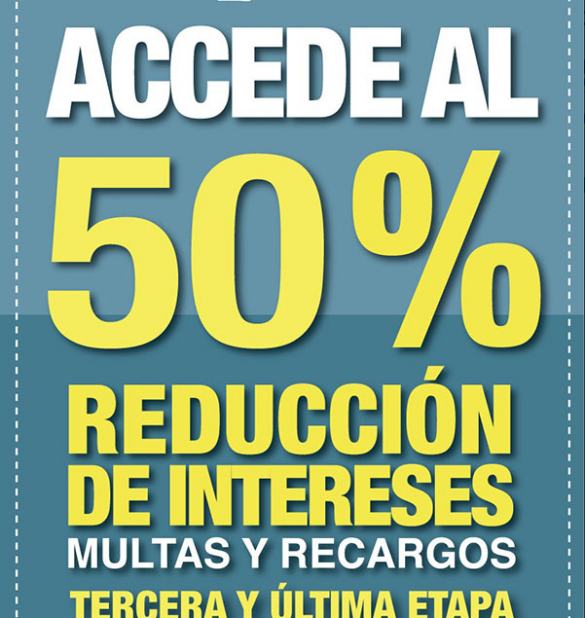 ACCEDE AL
50%
REDUCCIÓN
DE INTERESES
MULTAS Y RECARGOS
TERCERA Y ÚLTIMA ETAPA